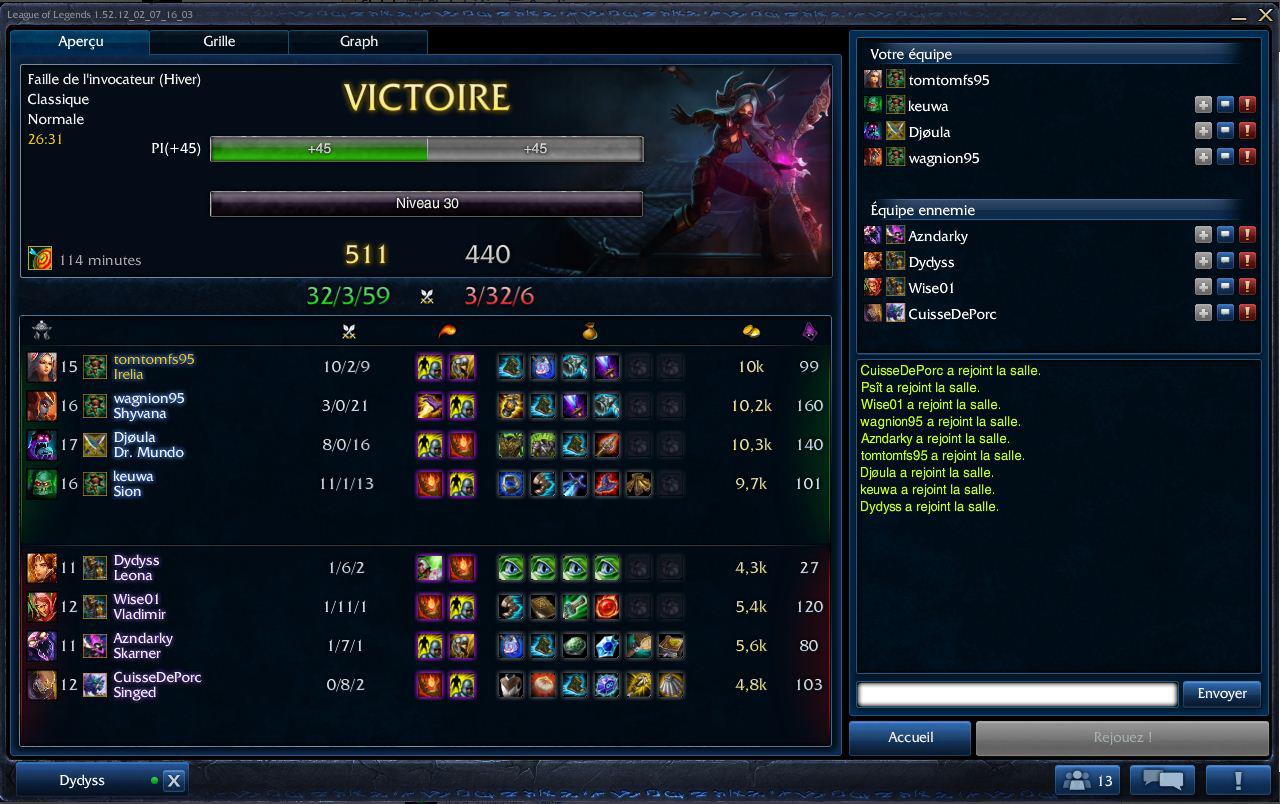 League of Legends 1.52.12_02_07_16_03
Aperçu
Grille
Graph
Faille de l'invocateur (Hiver)
Classique
Normale
26:31
VICTOIRE
PI(+45)
+45
+45
Niveau 30
114 minutes
511
440
32/3/59
3/32/6
15 tomtomfs95 10/2/9 10k 99
Irelia
16 wagnion95 3/0/21 10,2k 160
Shyvana
17 Djøula 8/0/16 10,3k 140
Dr. Mundo
16 keuwa 11/1/13 9,7k 101
Sion
11 Dydyss 1/6/2 4,3k 27
Leona
12 Wise01 1/11/1 5,4k 120
Vladimir
11 Azndarky 1/7/1 5,6k 80
Skarner
12 CuisseDePorc 0/8/2 4,8k 103
Singed
Votre équipe
tomtomfs95
keuwa
Djøula
wagnion95
Équipe ennemie
Azndarky
Dydyss
Wise01
CuisseDePorc
CuisseDePorc a rejoint la salle.
Psît a rejoint la salle.
Wise01 a rejoint la salle.
wagnion95 a rejoint la salle.
Azndarky a rejoint la salle.
tomtomfs95 a rejoint la salle.
Djøula a rejoint la salle.
keuwa a rejoint la salle.
Dydyss a rejoint la salle.
Envoyer
Accueil
Rejouez !
Dydyss
13